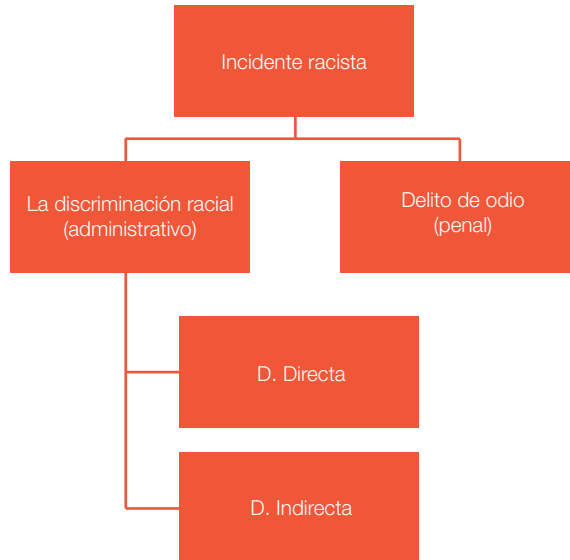 Incidente racista
La discriminación racial
(administrativo)
Delito de odio
(penal)
D. Directa
D. Indirecta